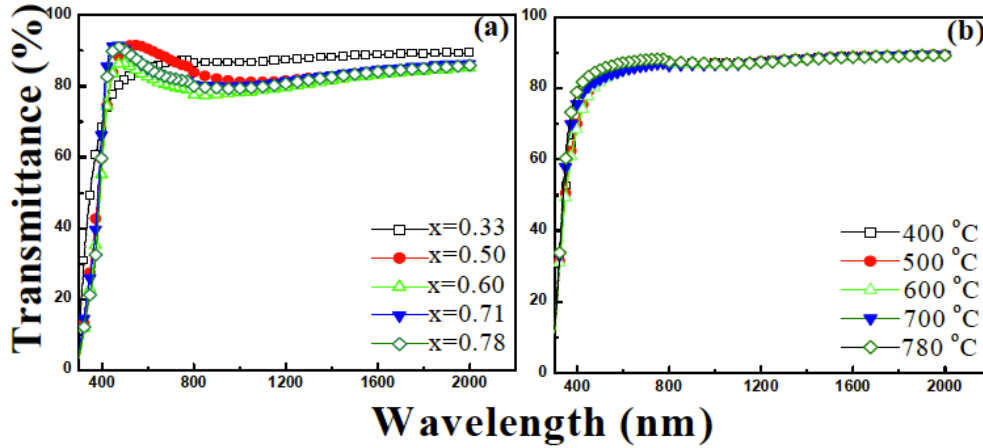 Transmittance (%)
100
80
60
40
20
0
400
800
1200
1600
2000
(a)
x=0.33
x=0.50
x=0.60
x=0.71
x=0.78
100
80
60
40
20
0
400
800
1200
1600
2000
(b)
400 °C
500 °C
600 °C
700 °C
780 °C
Wavelength (nm)